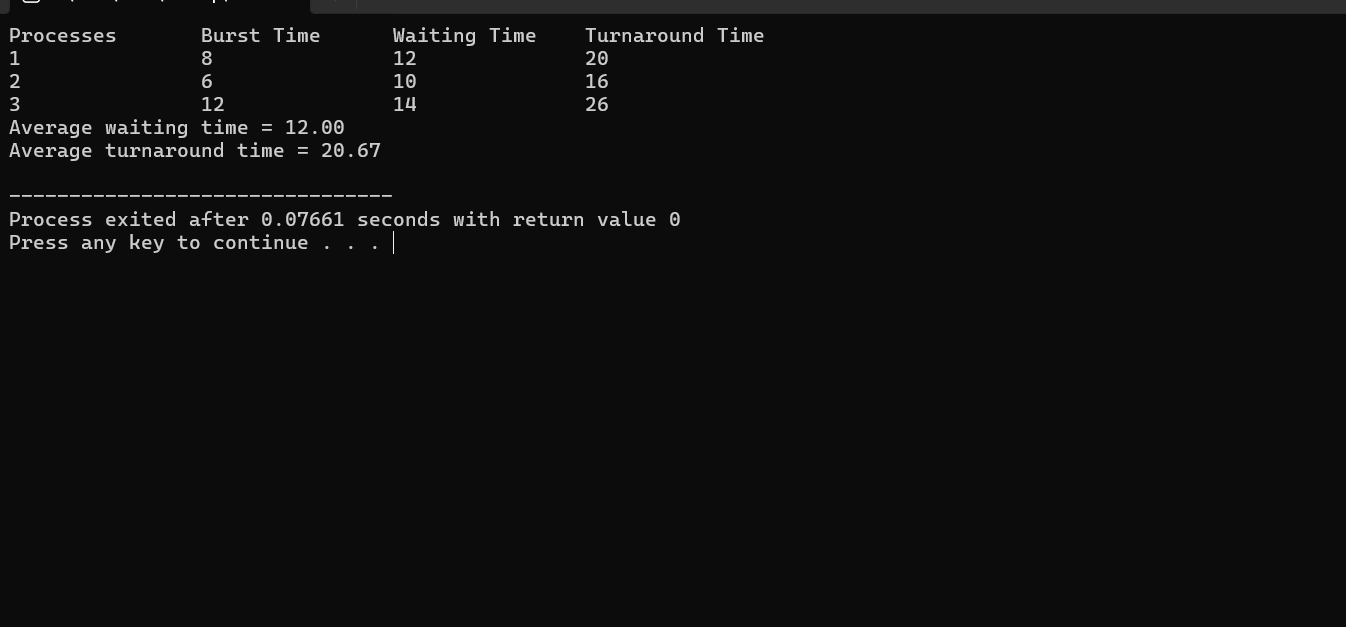 Processes Burst Time Waiting Time Turnaround Time
1 8 12 20
2 6 10 16
3 12 14 26
Average waiting time = 12.00
Average turnaround time = 20.67
--------------------------------
Process exited after 0.07661 seconds with return value 0
Press any key to continue . . .